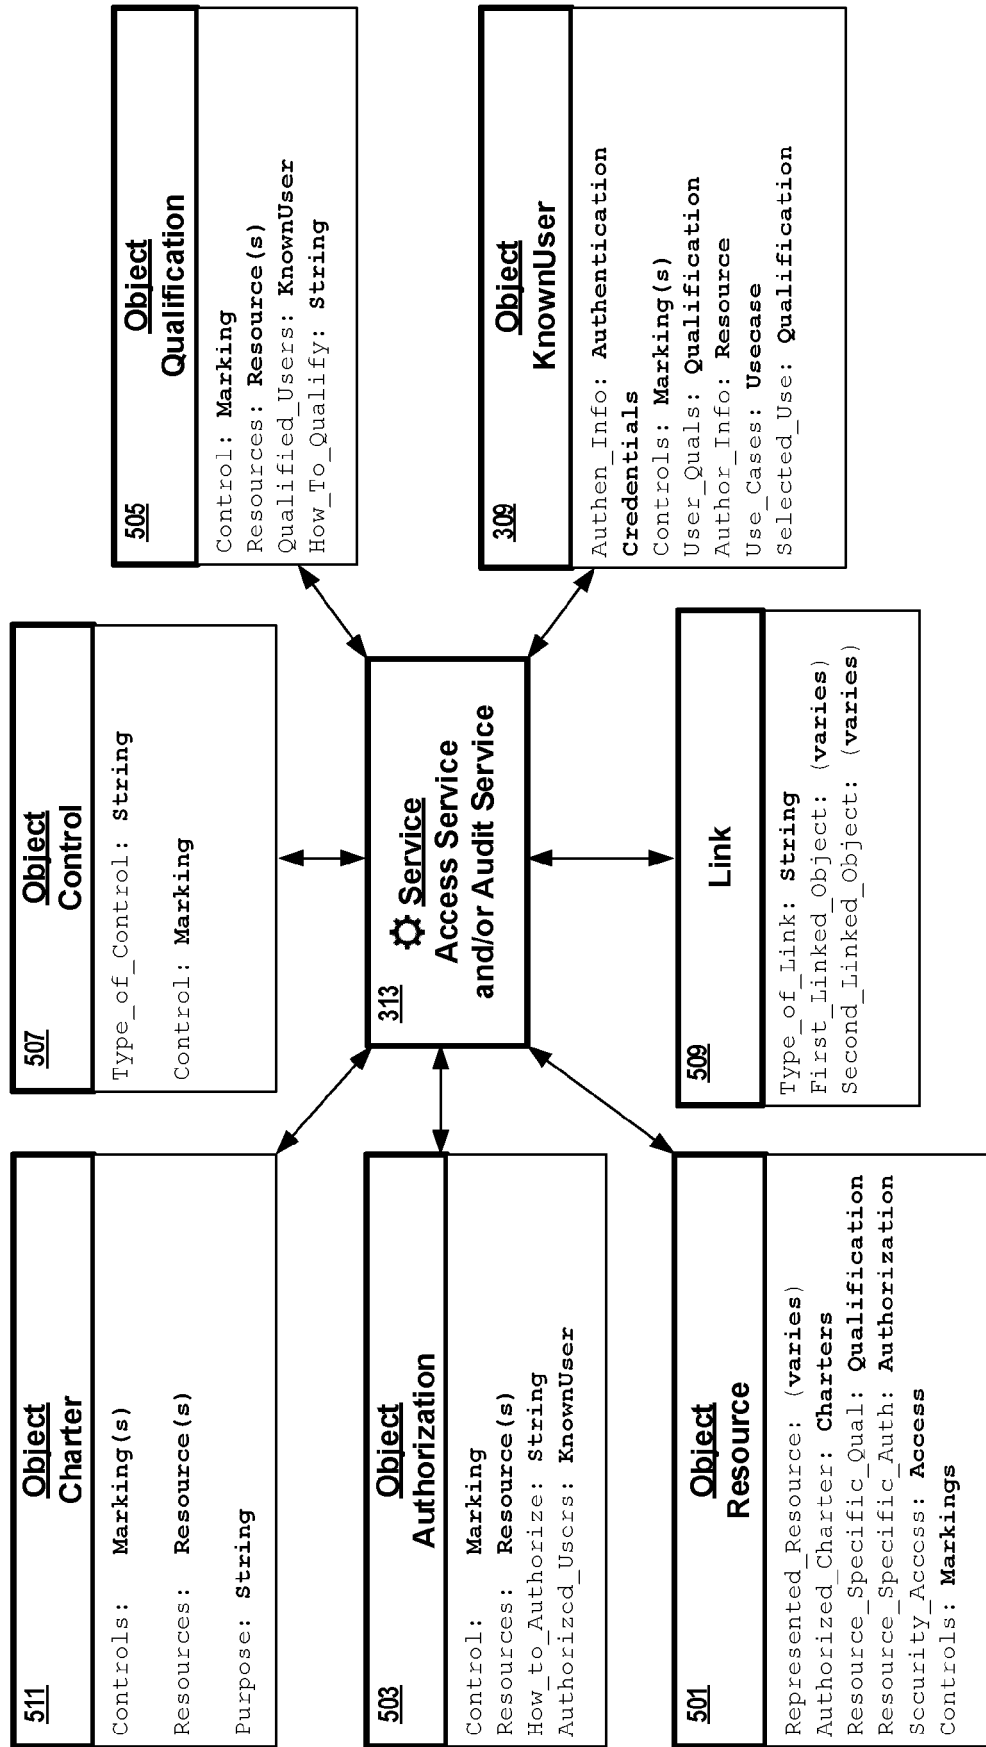 511
Object
Charter
Controls: Marking(s)
Resources: Resource(s)
Purpose: String
507
Object
Control
Type_of_Control: String
Control: Marking
505
Object
Qualification
Control: Marking
Resources: Resource(s)
Qualified_Users: KnownUser
How_To_Qualify: String
503
Object
Authorization
Control: Marking
Resources: Resource(s)
How_to_Authorize: String
Authorized_Users: KnownUser
313
Service
Access Service
and/or Audit Service
309
Object
KnownUser
Authen_Info: Authentication
Credentials
Controls: Marking(s)
User_Quals: Qualification
Author_Info: Resource
Use_Cases: Usecase
Selected_Use: Qualification
501
Object
Resource
Represented_Resource: (varies)
Authorized_Charter: Charters
Resource_Specific_Qual: Qualification
Resource_Specific_Auth: Authorization
Security_Access: Access
Controls: Markings
509
Link
Type_of_Link: String
First_Linked_Object: (varies)
Second_Linked_Object: (varies)